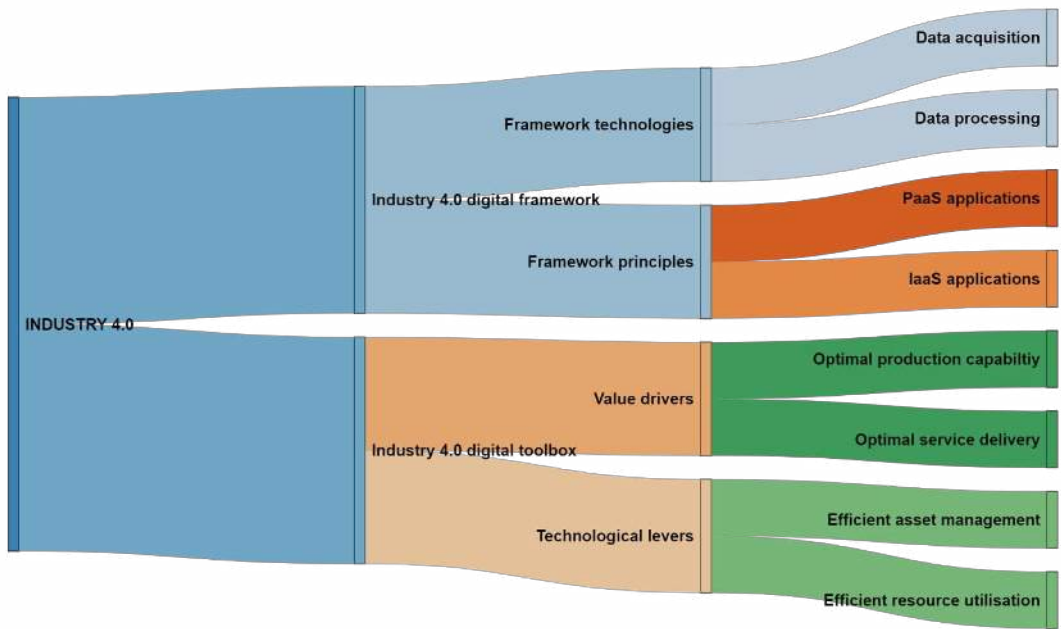 Data acquisition
Data processing
Framework technologies
PaaS applications
Industry 4.0 digital framework
Framework principles
IaaS applications
INDUSTRY 4.0
Optimal production capabiltiy
Value drivers
Optimal service delivery
Industry 4.0 digital toolbox
Efficient asset management
Technological levers
Efficient resource utilisation